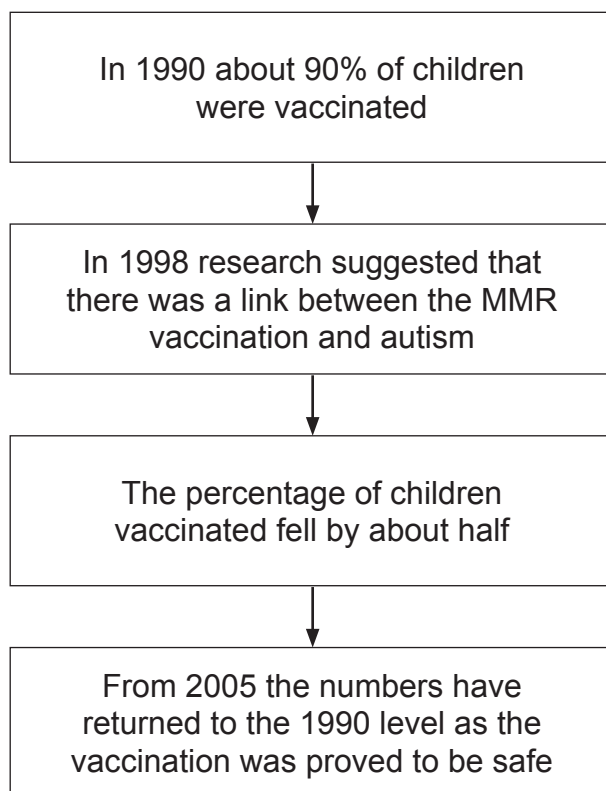 In 1990 about 90% of children
were vaccinated
In 1998 research suggested that
there was a link between the MMR
vaccination and autism
The percentage of children
vaccinated fell by about half
From 2005 the numbers have
returned to the 1990 level as the
vaccination was proved to be safe